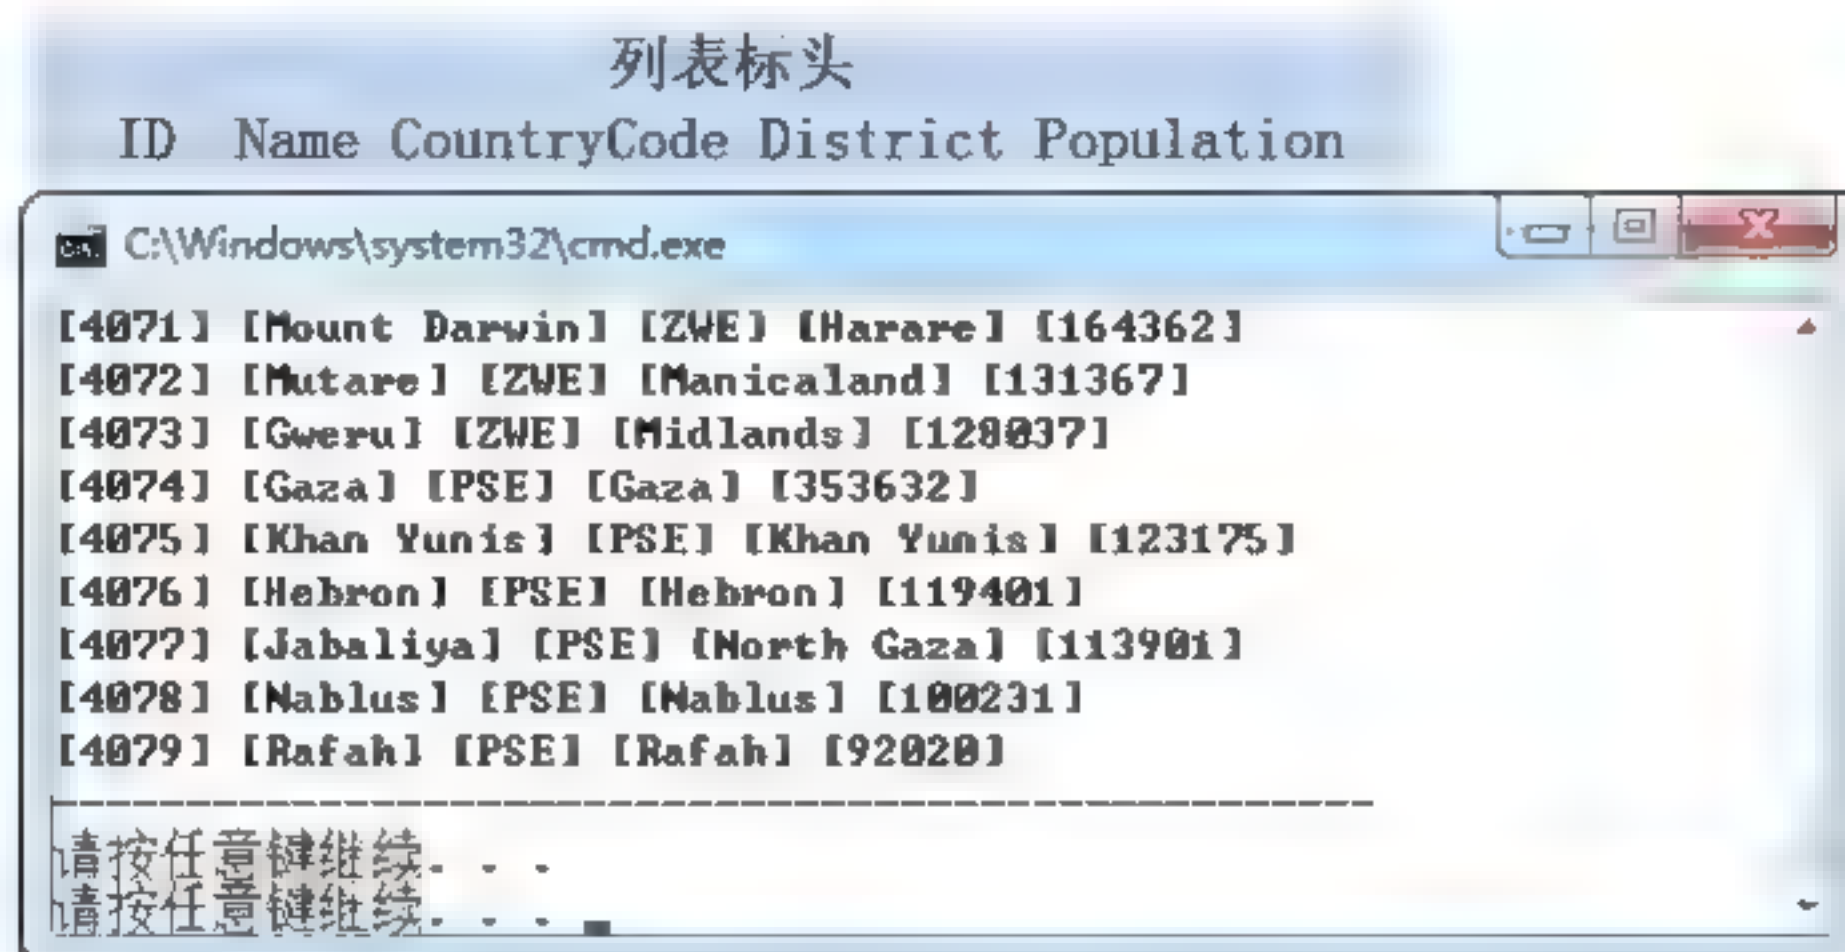 列表标头
ID Name CountryCode District Population
C:\Windows\system32\cmd.exe
[4071] [Mount Darwin] [ZWE] [Harare] [164362]
[4072] [Mutare] [ZWE] [Manicaland] [131367]
[4073] [Gweru] [ZWE] [Midlands] [128037]
[4074] [Gaza] [PSE] [Gaza] [353632]
[4075] [Khan Yunis] [PSE] [Khan Yunis] [123175]
[4076] [Hebron] [PSE] [Hebron] [119401]
[4077] [Jabaliya] [PSE] [North Gaza] [113901]
[4078] [Nablus] [PSE] [Nablus] [100231]
[4079] [Rafah] [PSE] [Rafah] [92020]
--------------------------------------------------
请按任意键继续. . .
请按任意键继续. . .